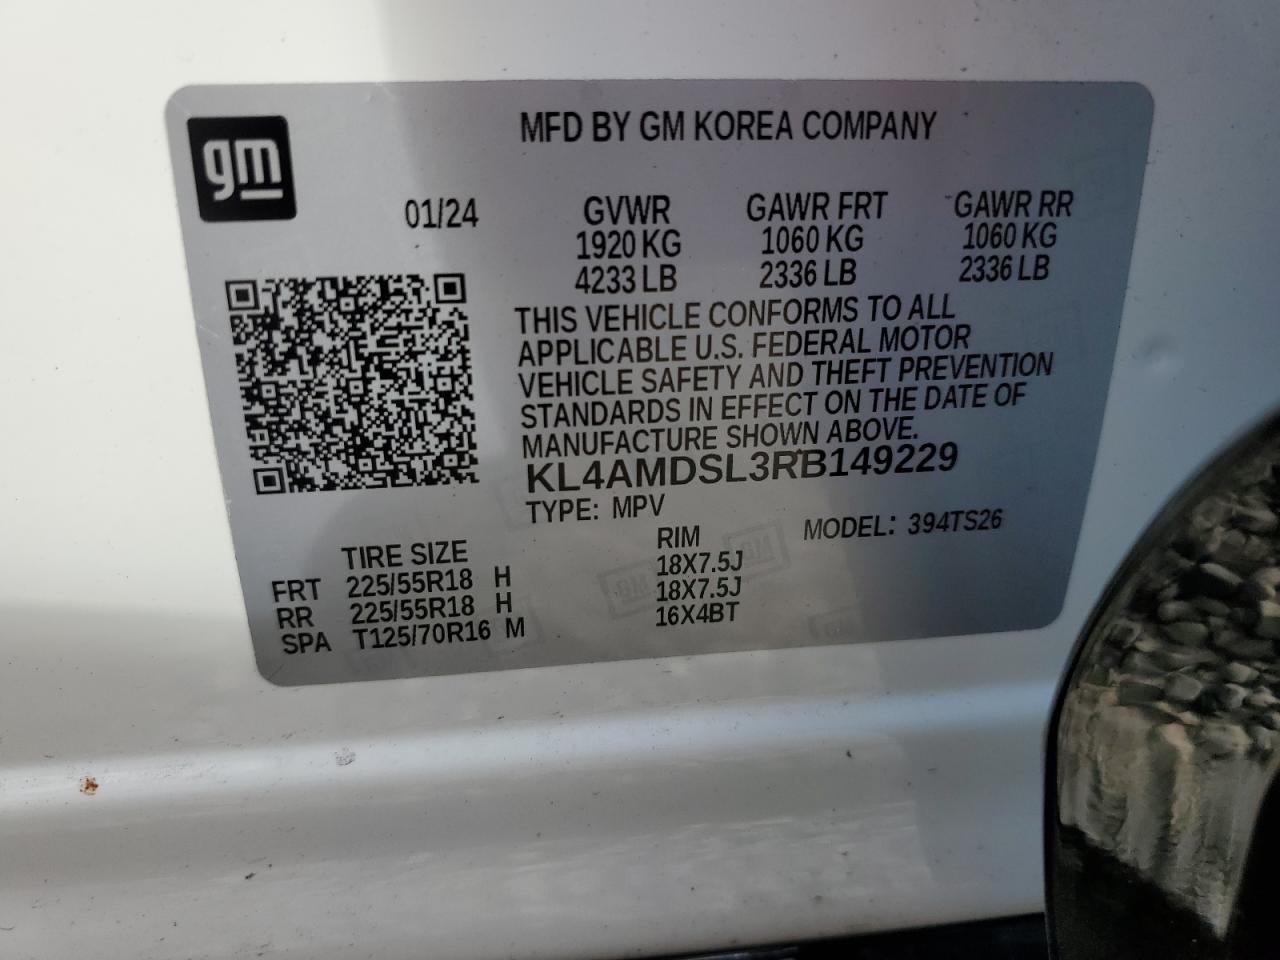 gm
MFD BY GM KOREA COMPANY
01/24 GVWR GAWR FRT GAWR RR
1920 KG 1060 KG 1060 KG
4233 LB 2336 LB 2336 LB
THIS VEHICLE CONFORMS TO ALL
APPLICABLE U.S. FEDERAL MOTOR
VEHICLE SAFETY AND THEFT PREVENTION
STANDARDS IN EFFECT ON THE DATE OF
MANUFACTURE SHOWN ABOVE.
KL4AMDSL3RB149229
TYPE: MPV MODEL: 394TS26
TIRE SIZE RIM
FRT 225/55R18 H 18X7.5J
RR 225/55R18 H 18X7.5J
SPA T125/70R16 M 16X4BT
GM GM